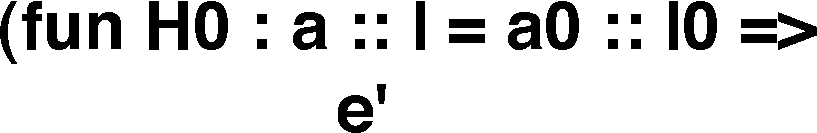 (fun H0 : a :: l = a0 :: l0 =>
e'